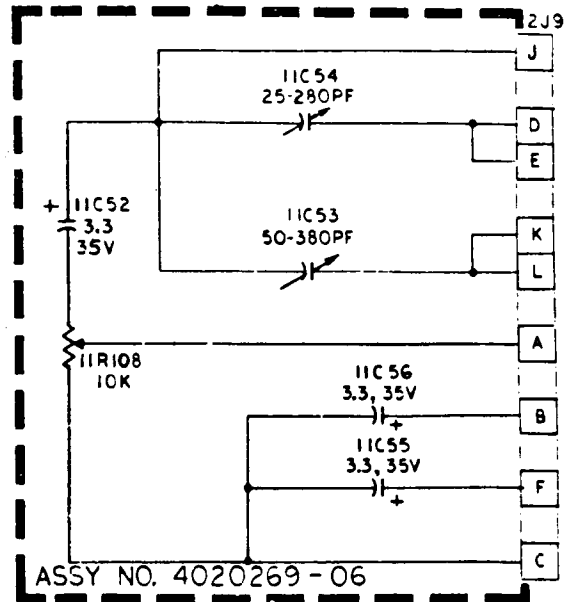 2J9
J
11C54
25-280PF
D
E
+ 11C52
3.3
35V
11C53
50-380PF
K
L
A
11R108
10K
11C56
3.3, 35V
+
B
11C55
3.3, 35V
+
F
C
ASSY NO. 4020269-06